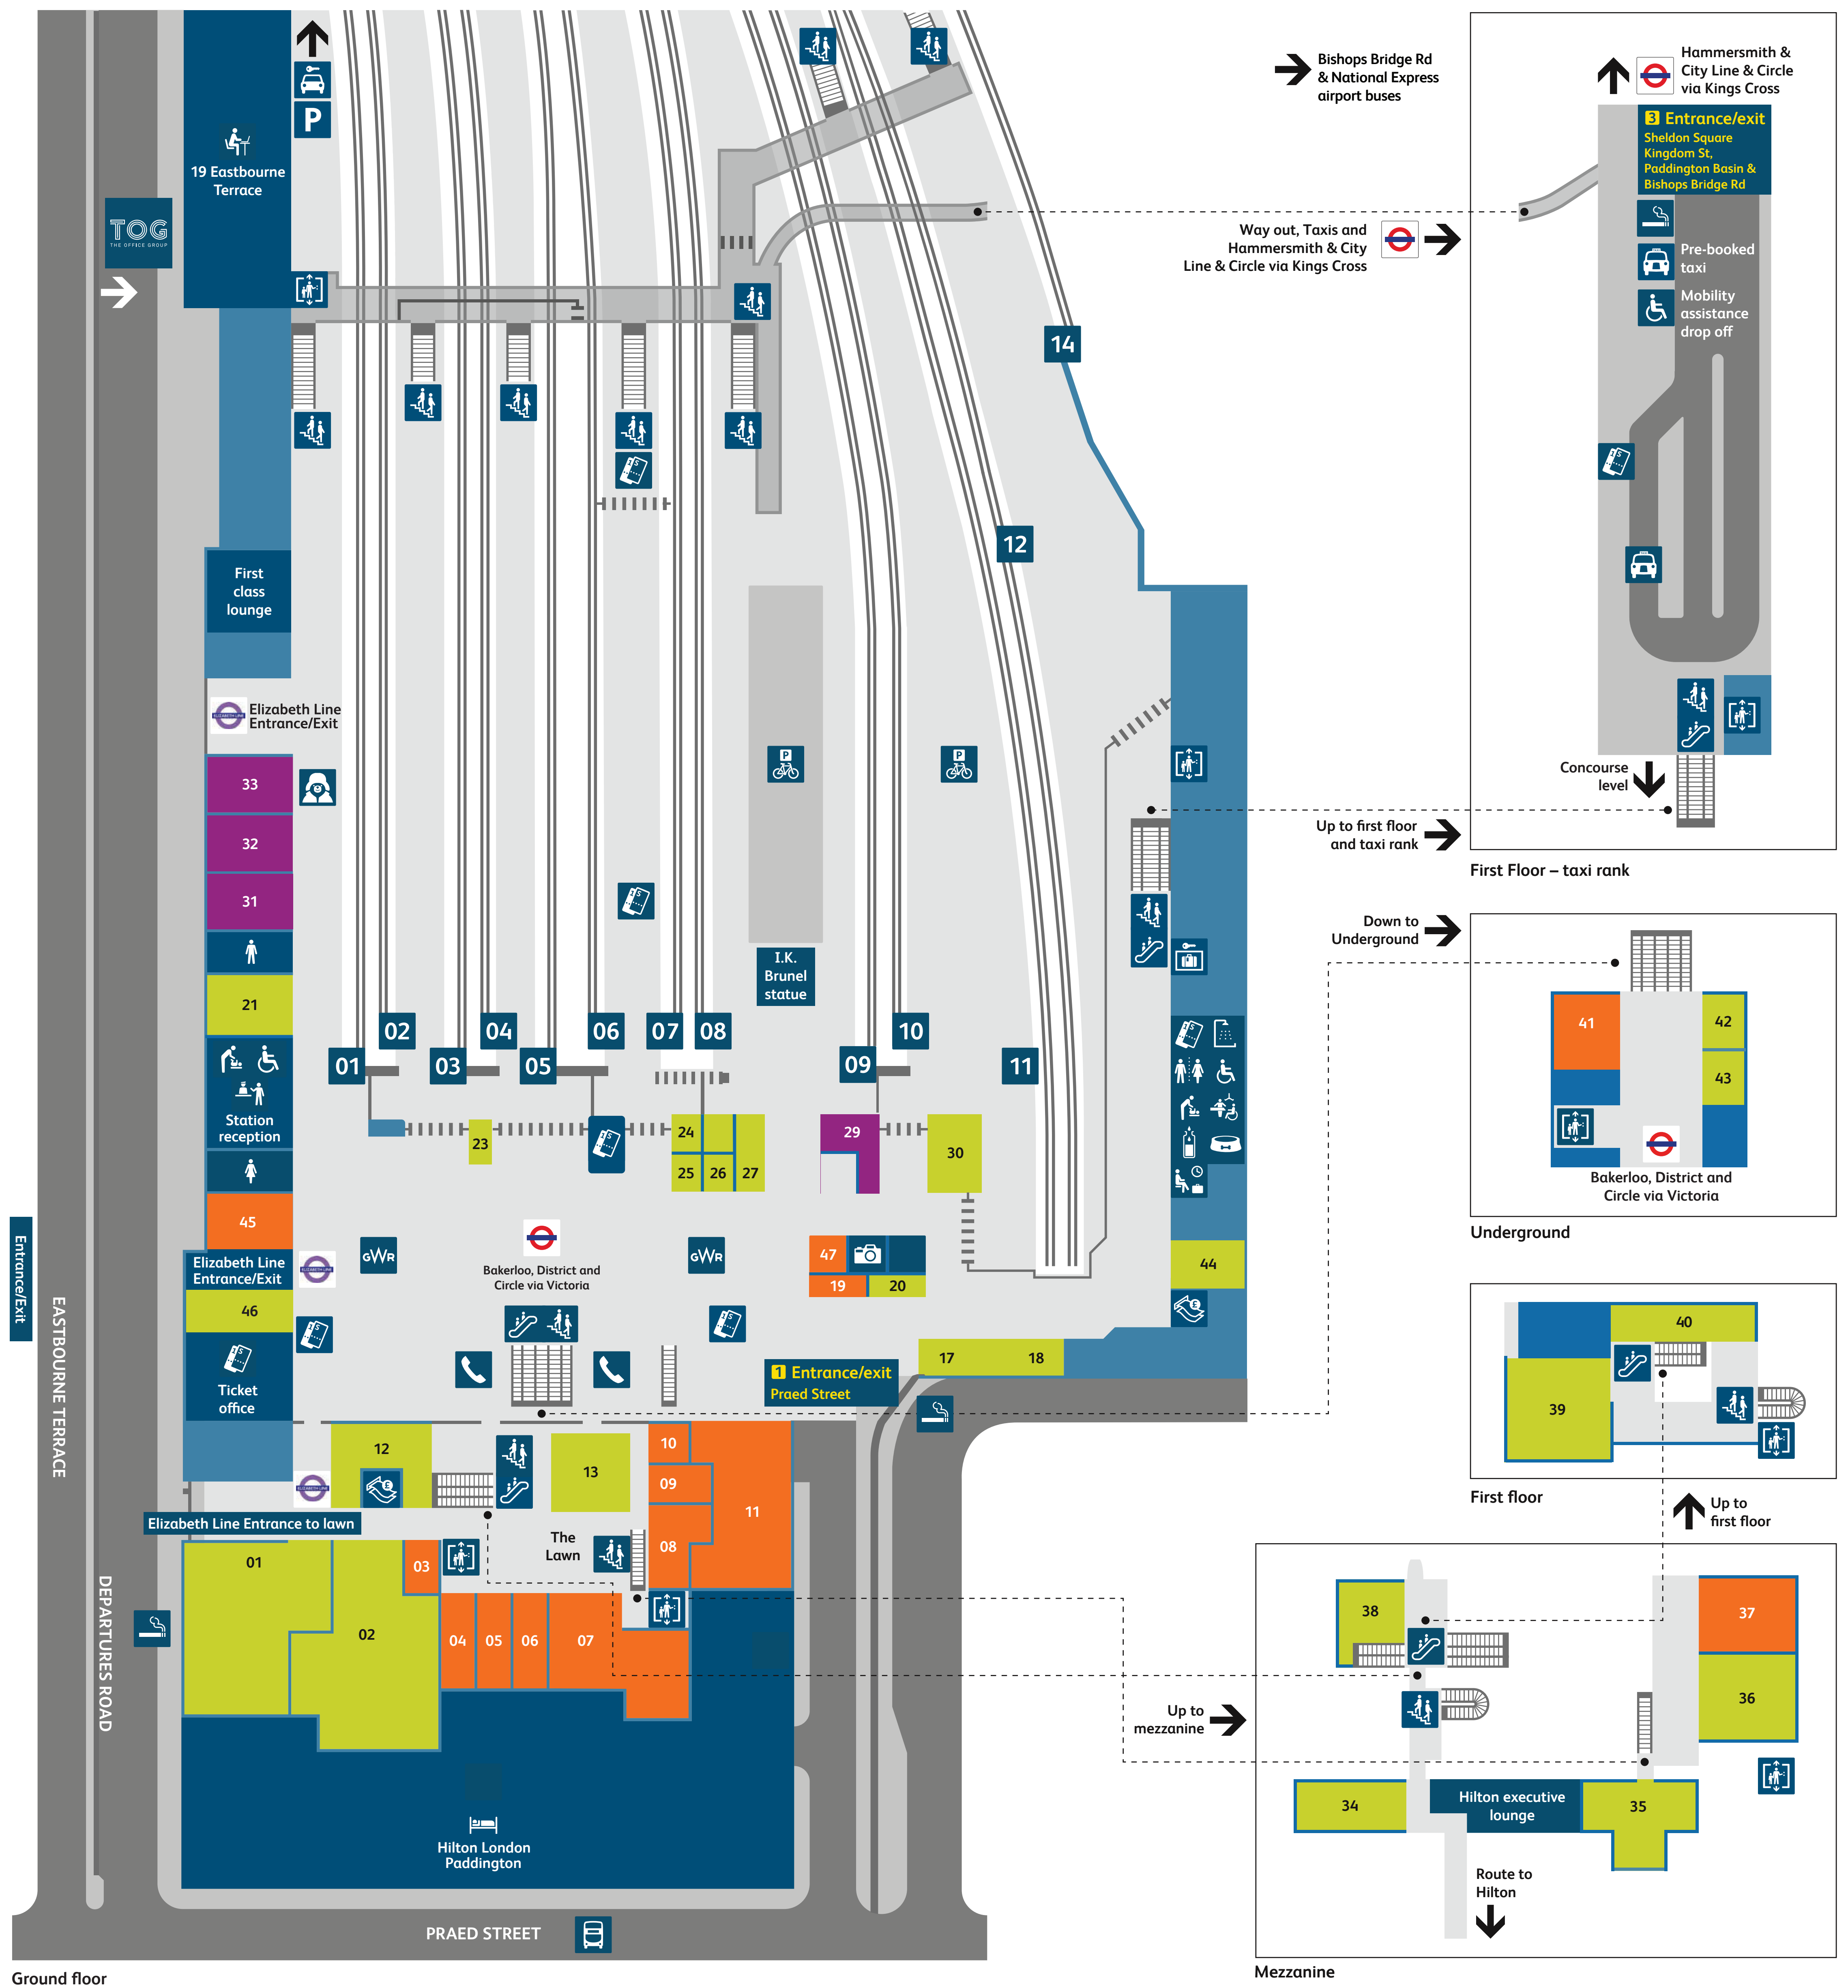 P
19 Eastbourne
Terrace
TOG
THE OFFICE GROUP
Bishops Bridge Rd
& National Express
airport buses
Way out, Taxis and
Hammersmith & City
Line & Circle via Kings Cross
Hammersmith &
City Line & Circle
via Kings Cross
3 Entrance/exit
Sheldon Square
Kingdom St,
Paddington Basin &
Bishops Bridge Rd
Pre-booked
taxi
Mobility
assistance
drop off
Concourse
level
Up to first floor
and taxi rank
First Floor – taxi rank
14
12
First
class
lounge
ELIZABETH LINE
Elizabeth Line
Entrance/Exit
P
P
33
32
31
21
Station
reception
45
Elizabeth Line
Entrance/Exit
46
Ticket
office
I.K.
Brunel
statue
01
02
03
04
05
06
07
08
09
10
11
23
24
25
26
27
29
30
GWR
GWR
Bakerloo, District and
Circle via Victoria
47
19
20
44
17
18
1 Entrance/exit
Praed Street
Down to
Underground
41
42
43
Bakerloo, District and
Circle via Victoria
Underground
40
39
First floor
Up to
first floor
12
13
10
09
08
11
The
Lawn
Elizabeth Line Entrance to lawn
01
02
03
04
05
06
07
Hilton London
Paddington
Up to
mezzanine
38
37
36
34
Hilton executive
lounge
35
Route to
Hilton
Mezzanine
Entrance/Exit
EASTBOURNE TERRACE
DEPARTURES ROAD
PRAED STREET
Ground floor